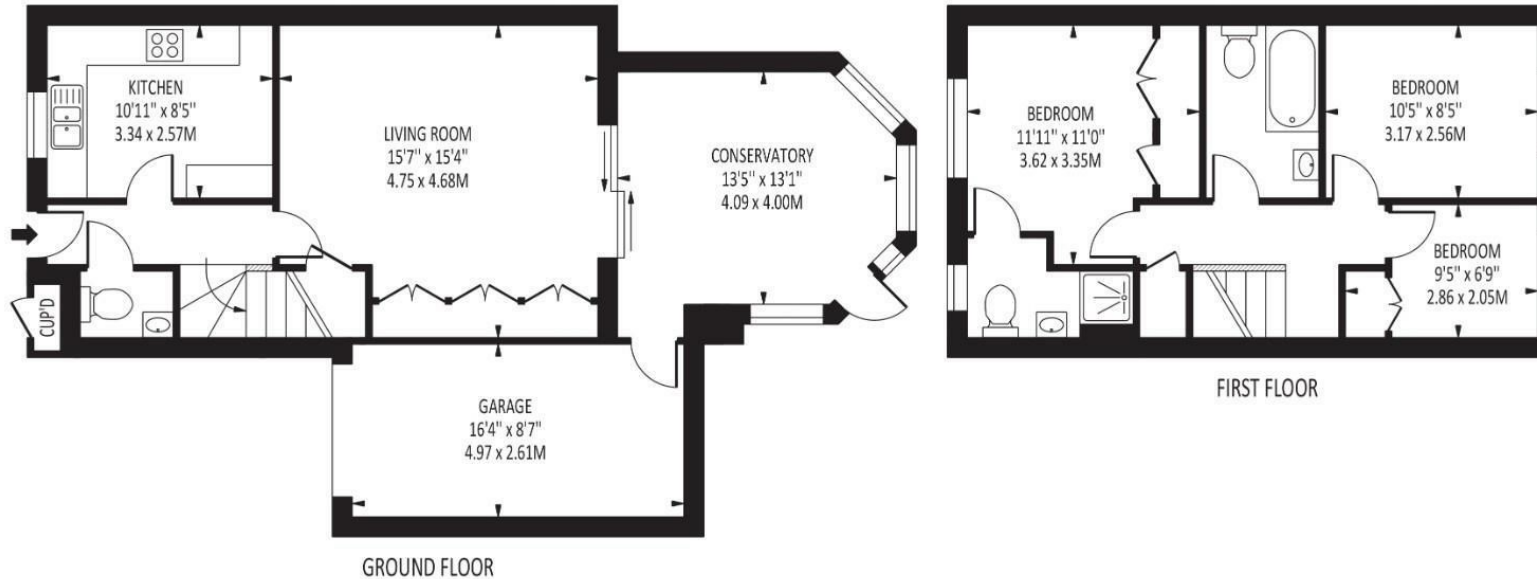 KITCHEN
10'11" x 8'5"
3.34 x 2.57M
LIVING ROOM
15'7" x 15'4"
4.75 x 4.68M
CONSERVATORY
13'5" x 13'1"
4.09 x 4.00M
CUP'D
GARAGE
16'4" x 8'7"
4.97 x 2.61M
GROUND FLOOR
BEDROOM
11'11" x 11'0"
3.62 x 3.35M
BEDROOM
10'5" x 8'5"
3.17 x 2.56M
BEDROOM
9'5" x 6'9"
2.86 x 2.05M
FIRST FLOOR